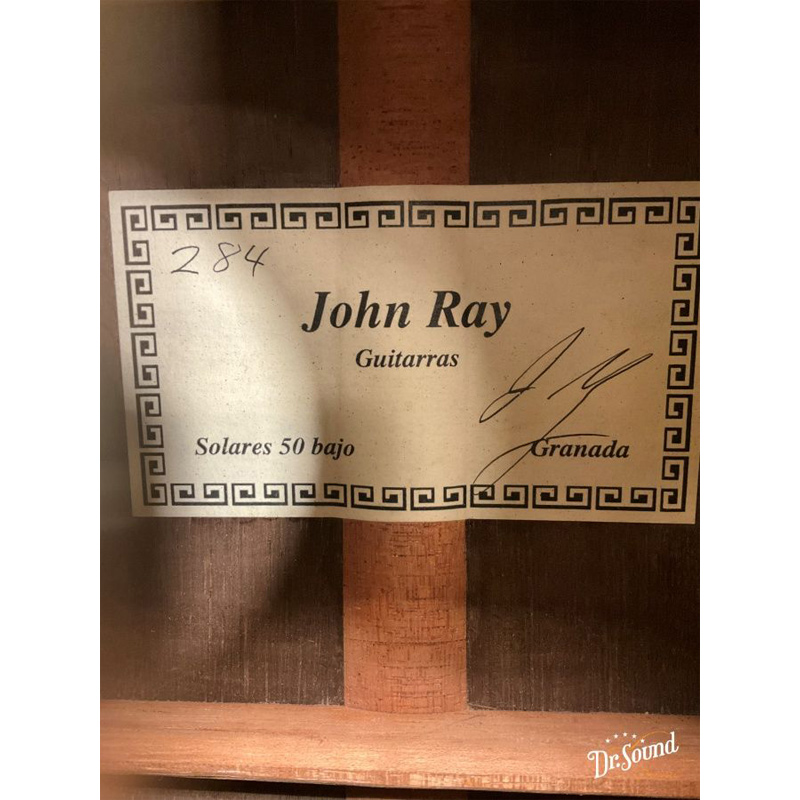 284
John Ray
Guitarras
Solares 50 bajo
Granada
Dr. Sound